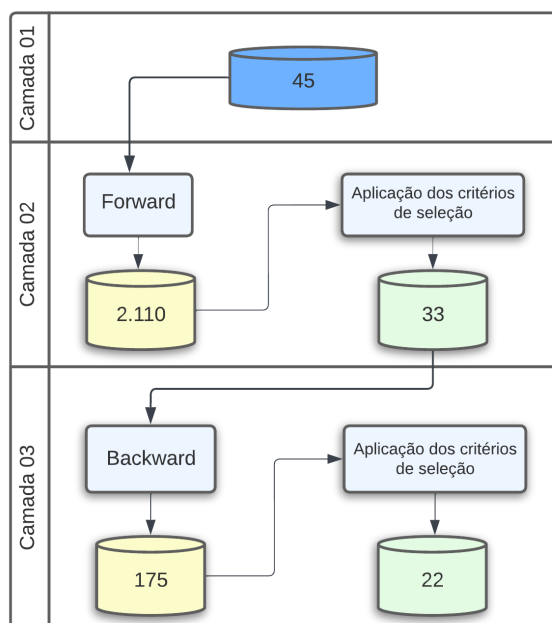 Camada 01
45
Camada 02
Forward
Aplicação dos critérios
de seleção
2.110
33
Camada 03
Backward
Aplicação dos critérios
de seleção
175
22